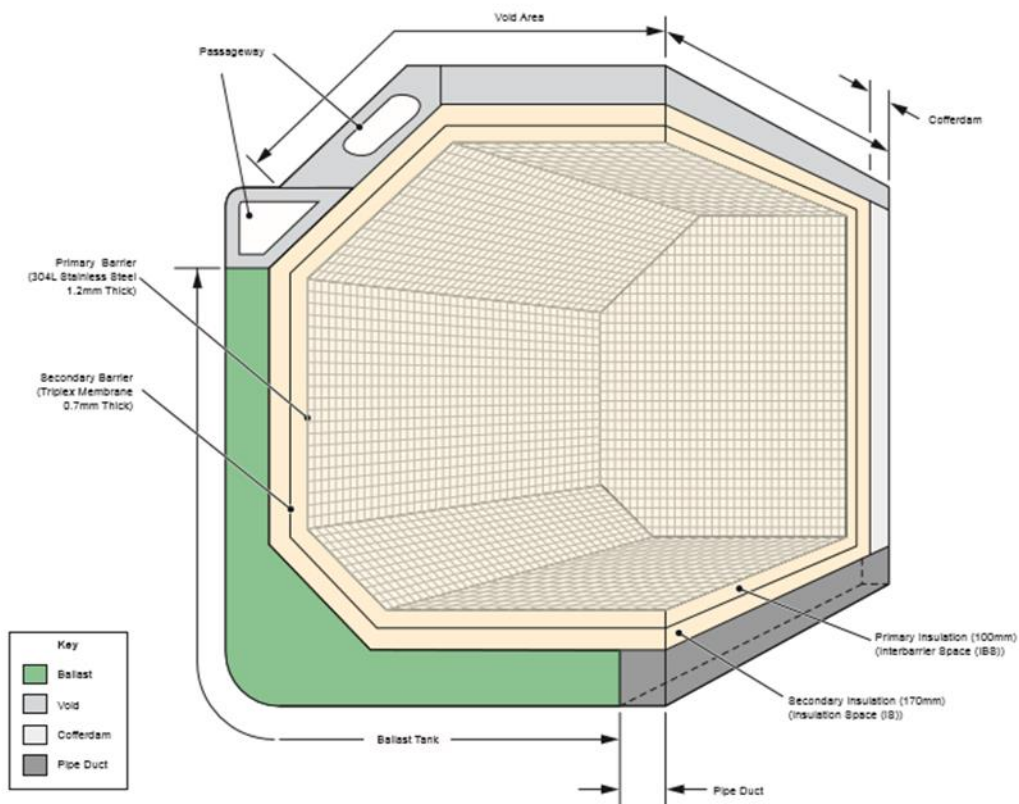 Void Area
Passageway
Cofferdam
Primary Barrier
(304L Stainless Steel
1.2mm Thick)
Secondary Barrier
(Triplex Membrane
0.7mm Thick)
Primary Insulation (100mm)
(Interbarrier Space (IBS))
Secondary Insulation (170mm)
(Insulation Space (IS))
Key
Ballast
Void
Cofferdam
Pipe Duct
Ballast Tank
Pipe Duct